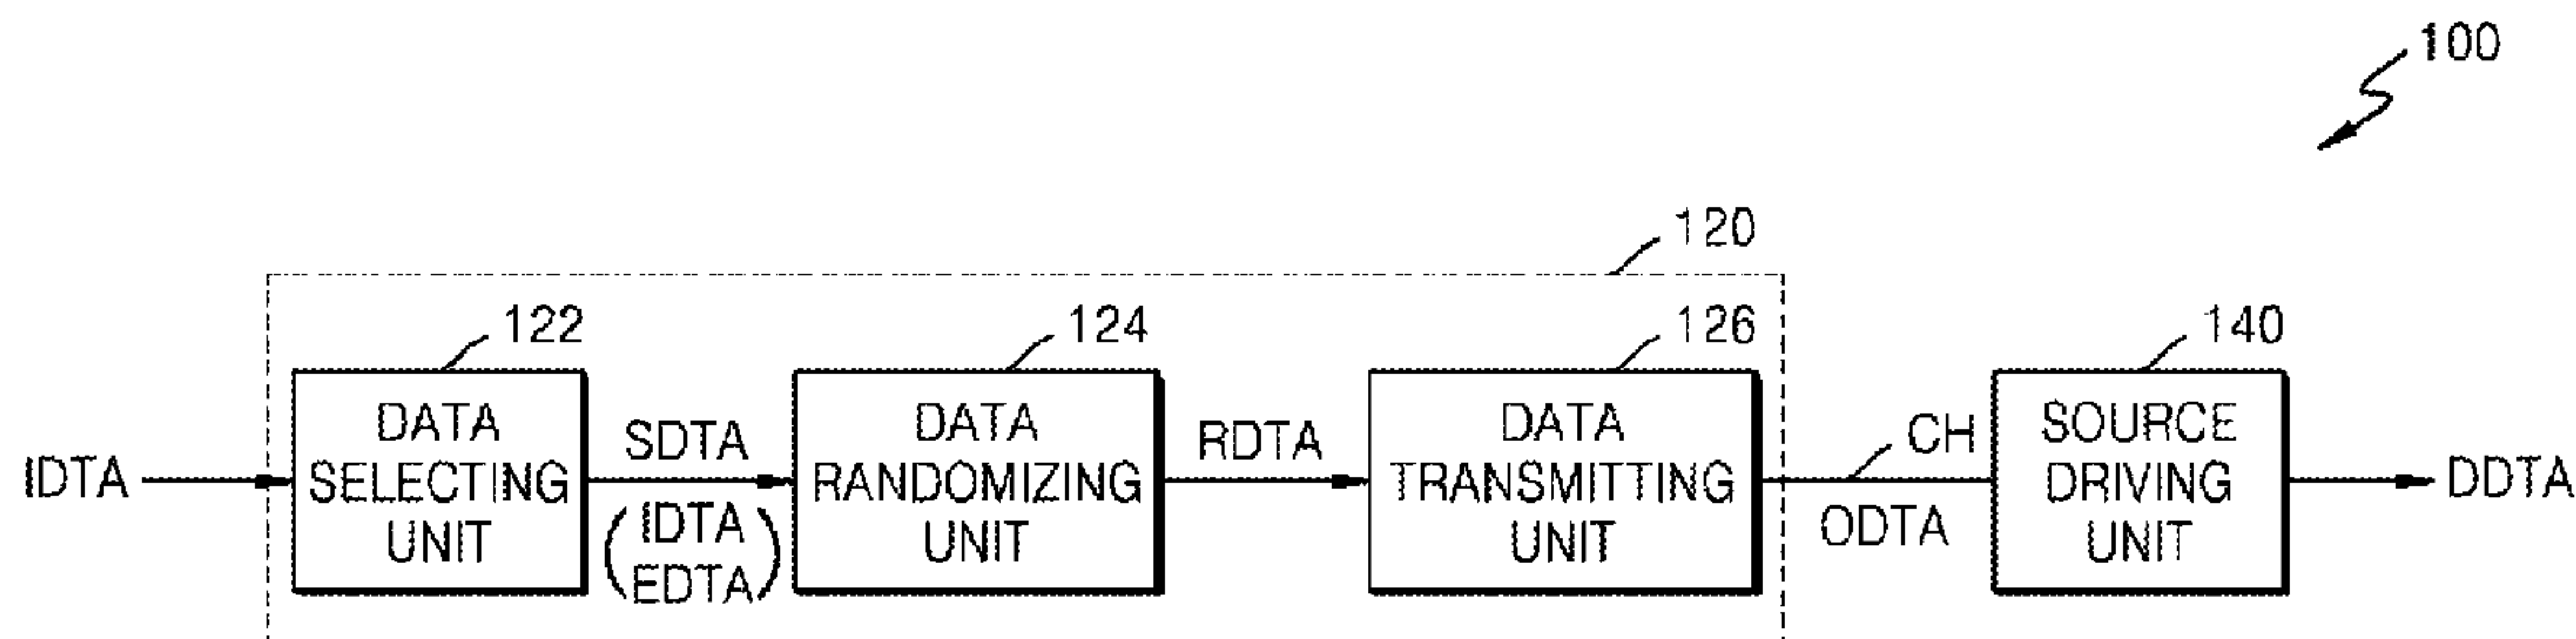 100
120
122
124
126
140
IDTA
DATA
SELECTING
UNIT
SDTA
(IDTA
EDTA)
DATA
RANDOMIZING
UNIT
RDTA
DATA
TRANSMITTING
UNIT
CH
ODTA
SOURCE
DRIVING
UNIT
DDTA